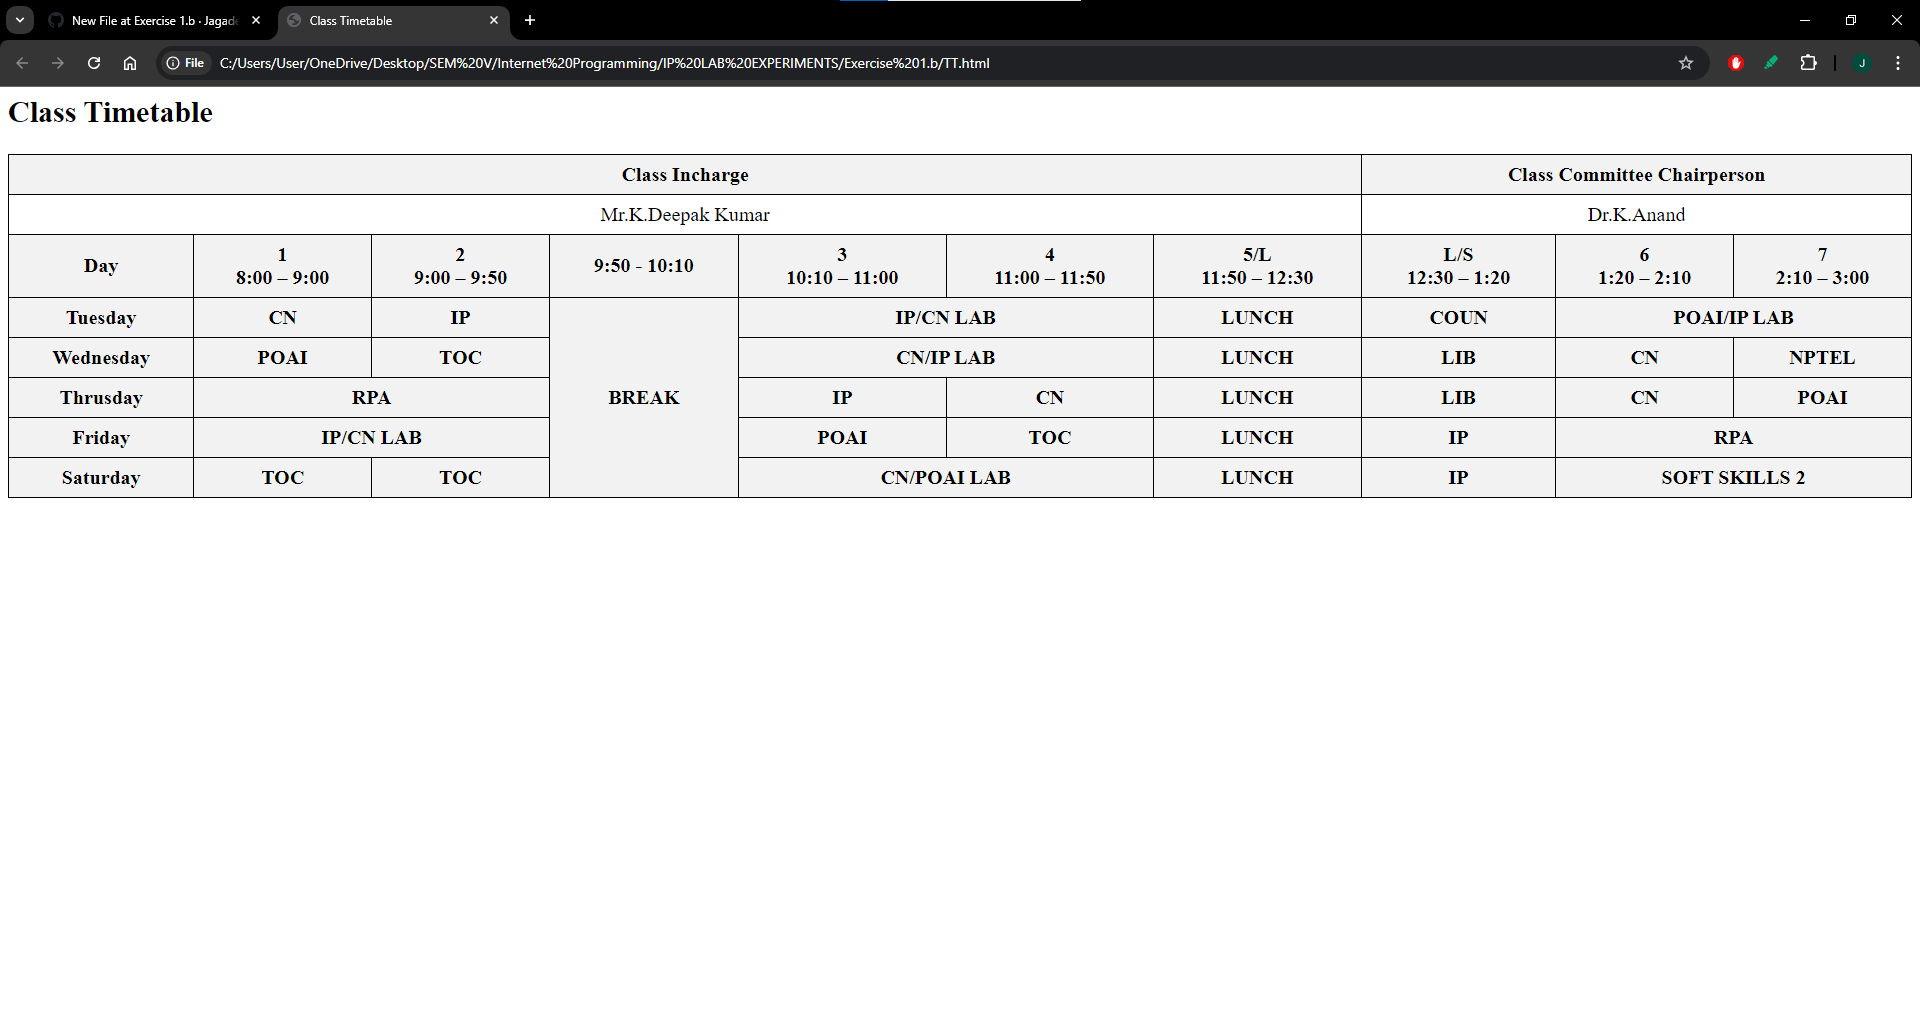 New File at Exercise 1.b · Jagade
Class Timetable
File
C:/Users/User/OneDrive/Desktop/SEM%20V/Internet%20Programming/IP%20LAB%20EXPERIMENTS/Exercise%201.b/TT.html
J
Class Timetable
Class Incharge Class Committee Chairperson
Mr.K.Deepak Kumar Dr.K.Anand
Day 1 2 9:50 - 10:10 3 4 5/L L/S 6 7
8:00 – 9:00 9:00 – 9:50 10:10 – 11:00 11:00 – 11:50 11:50 – 12:30 12:30 – 1:20 1:20 – 2:10 2:10 – 3:00
Tuesday CN IP IP/CN LAB LUNCH COUN POAI/IP LAB
Wednesday POAI TOC CN/IP LAB LUNCH LIB CN NPTEL
Thrusday RPA BREAK IP CN LUNCH LIB CN POAI
Friday IP/CN LAB POAI TOC LUNCH IP RPA
Saturday TOC TOC CN/POAI LAB LUNCH IP SOFT SKILLS 2